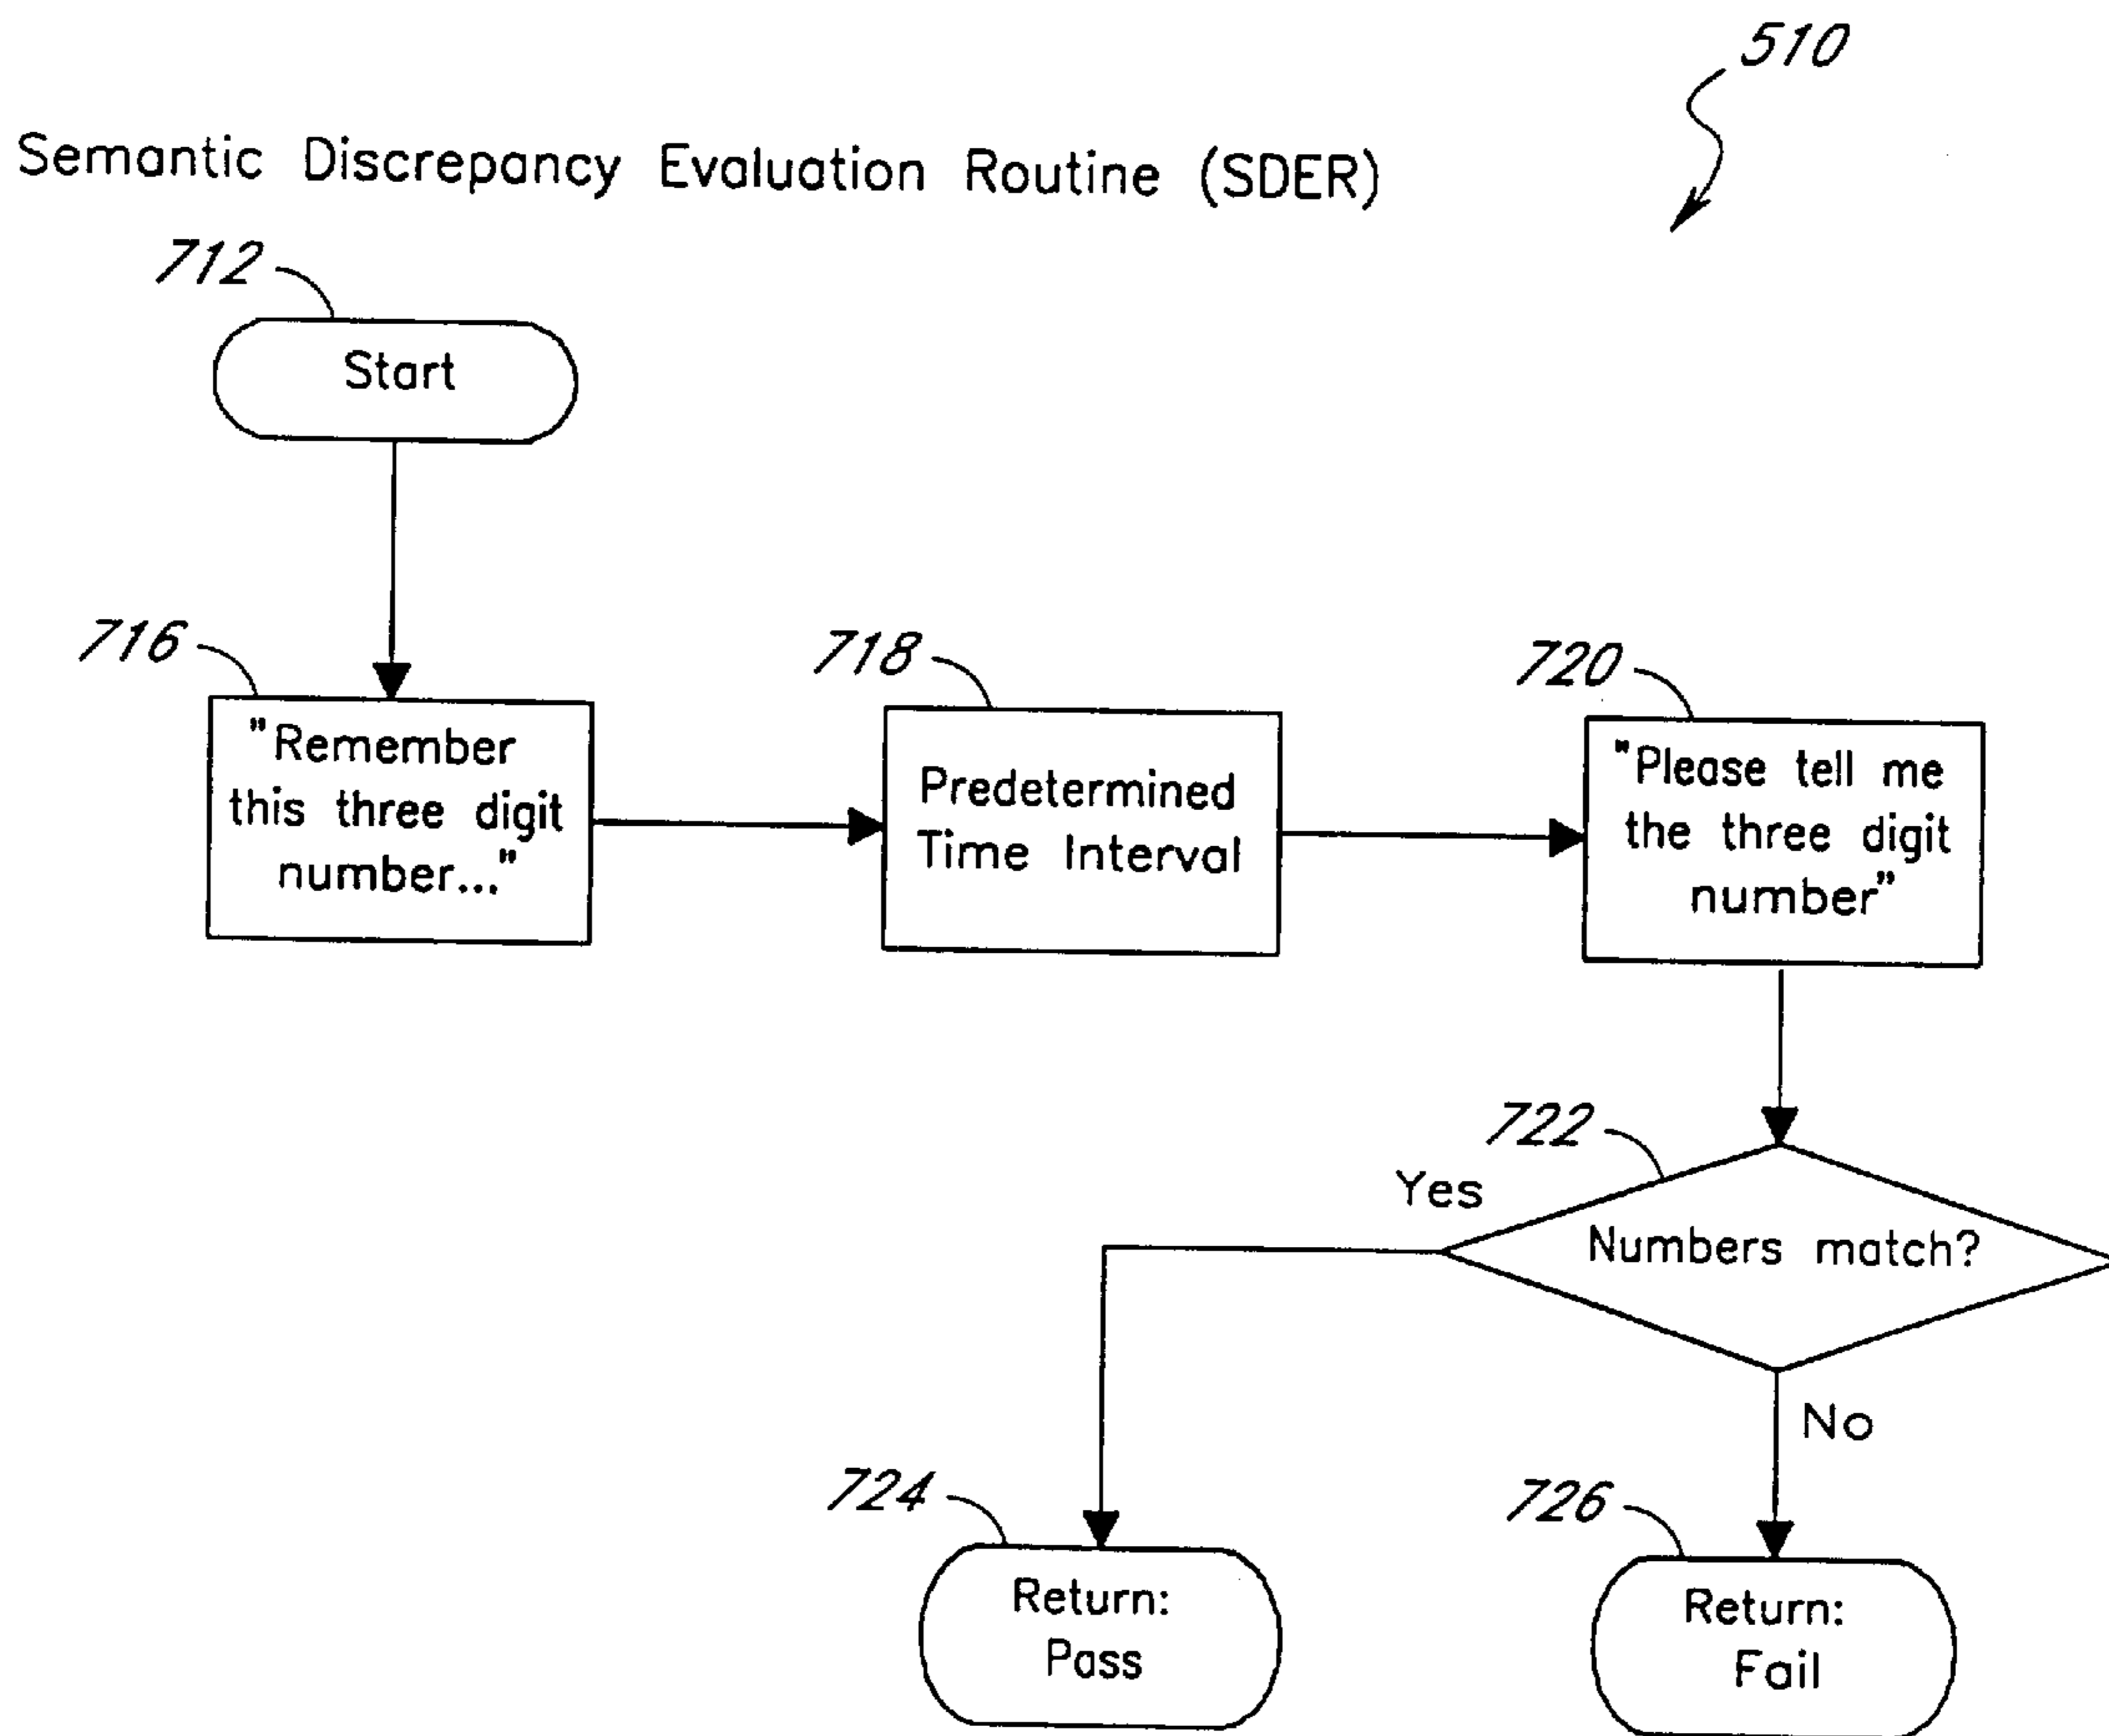 510
Semantic Discrepancy Evaluation Routine (SDER)
712
Start
716
"Remember
this three digit
number..."
718
Predetermined
Time Interval
720
"Please tell me
the three digit
number"
722
Yes
Numbers match?
No
724
Return:
Pass
726
Return:
Fail